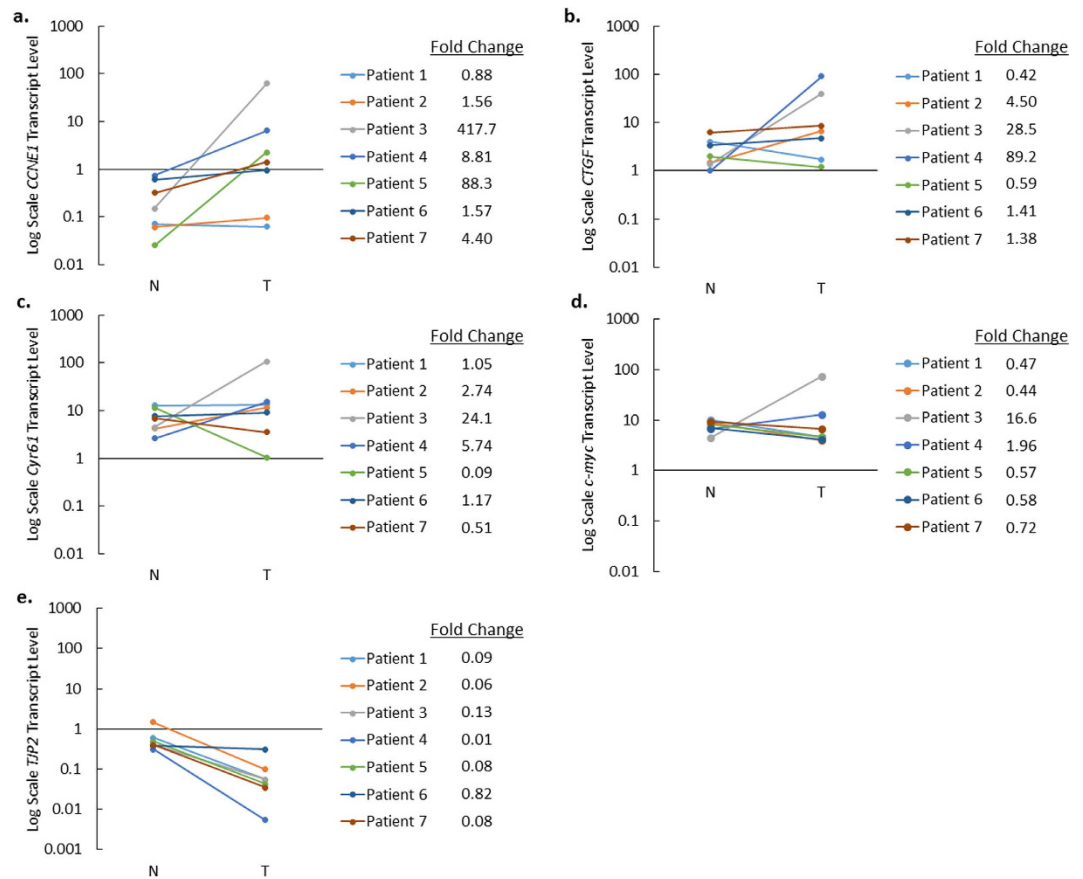 a.
Log Scale CCNE1 Transcript Level
1000
100
10
1
0.1
0.01
N T
Fold Change
Patient 1 0.88
Patient 2 1.56
Patient 3 417.7
Patient 4 8.81
Patient 5 88.3
Patient 6 1.57
Patient 7 4.40
b.
Log Scale CTGF Transcript Level
1000
100
10
1
0.1
0.01
N T
Fold Change
Patient 1 0.42
Patient 2 4.50
Patient 3 28.5
Patient 4 89.2
Patient 5 0.59
Patient 6 1.41
Patient 7 1.38
c.
Log Scale Cyr61 Transcript Level
1000
100
10
1
0.1
0.01
N T
Fold Change
Patient 1 1.05
Patient 2 2.74
Patient 3 24.1
Patient 4 5.74
Patient 5 0.09
Patient 6 1.17
Patient 7 0.51
d.
Log Scale c-myc Transcript Level
1000
100
10
1
0.1
0.01
N T
Fold Change
Patient 1 0.47
Patient 2 0.44
Patient 3 16.6
Patient 4 1.96
Patient 5 0.57
Patient 6 0.58
Patient 7 0.72
e.
Log Scale TJP2 Transcript Level
1000
100
10
1
0.1
0.01
0.001
N T
Fold Change
Patient 1 0.09
Patient 2 0.06
Patient 3 0.13
Patient 4 0.01
Patient 5 0.08
Patient 6 0.82
Patient 7 0.08